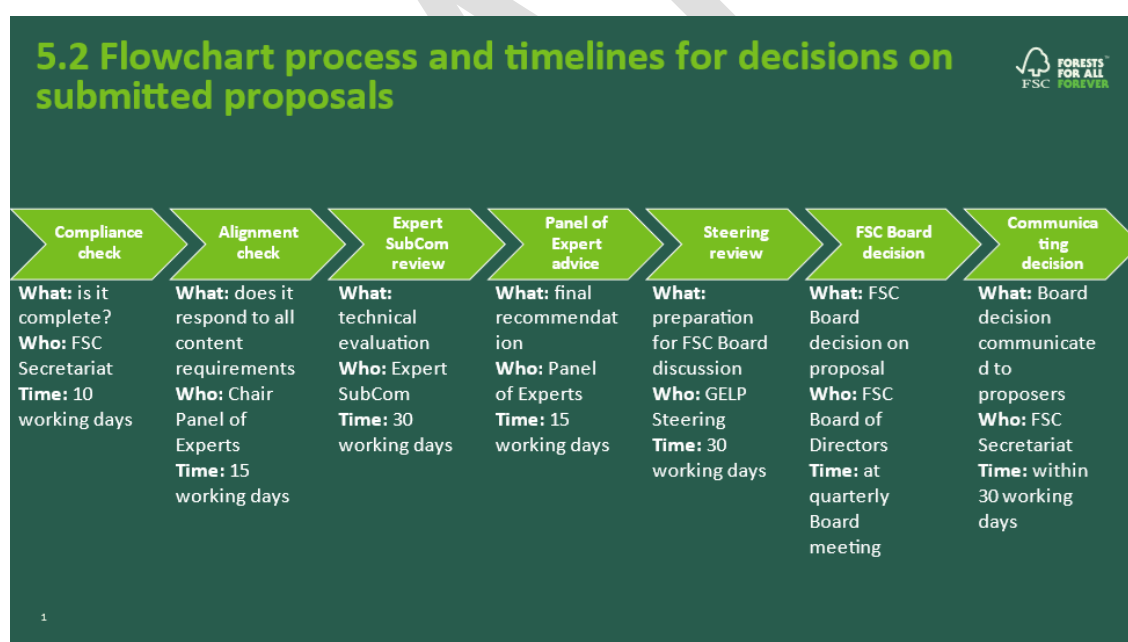 5.2 Flowchart process and timelines for decisions on
submitted proposals
FSC
FORESTS
FOR ALL
FOREVER
Compliance
check
What: is it
complete?
Who: FSC
Secretariat
Time: 10
working days
Alignment
check
What: does it
respond to all
content
requirements
Who: Chair
Panel of
Experts
Time: 15
working days
Expert
SubCom
review
What:
technical
evaluation
Who: Expert
SubCom
Time: 30
working days
Panel of
Expert
advice
What: final
recommendat
ion
Who: Panel
of Experts
Time: 15
working days
Steering
review
What:
preparation
for FSC Board
discussion
Who: GELP
Steering
Time: 30
working days
FSC Board
decision
What: FSC
Board
decision on
proposal
Who: FSC
Board of
Directors
Time: at
quarterly
Board
meeting
Communica
ting
decision
What: Board
decision
communicate
d to
proposers
Who: FSC
Secretariat
Time: within
30 working
days
1